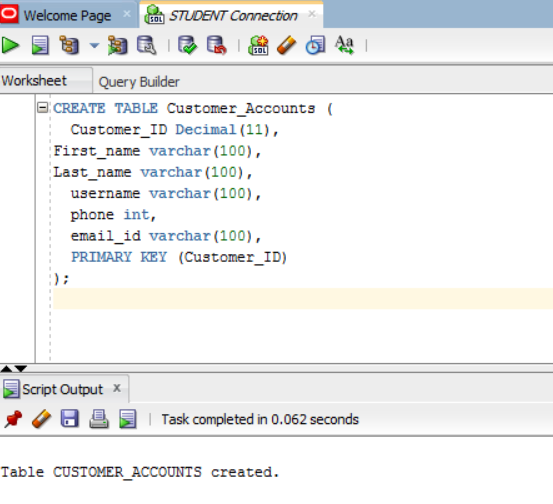 Welcome Page × STUDENT Connection ×
SQL
Aa
Worksheet Query Builder
CREATE TABLE Customer_Accounts (
Customer_ID Decimal(11),
First_name varchar(100),
Last_name varchar(100),
username varchar(100),
phone int,
email_id varchar(100),
PRIMARY KEY (Customer_ID)
);
Script Output ×
Task completed in 0.062 seconds
Table CUSTOMER_ACCOUNTS created.